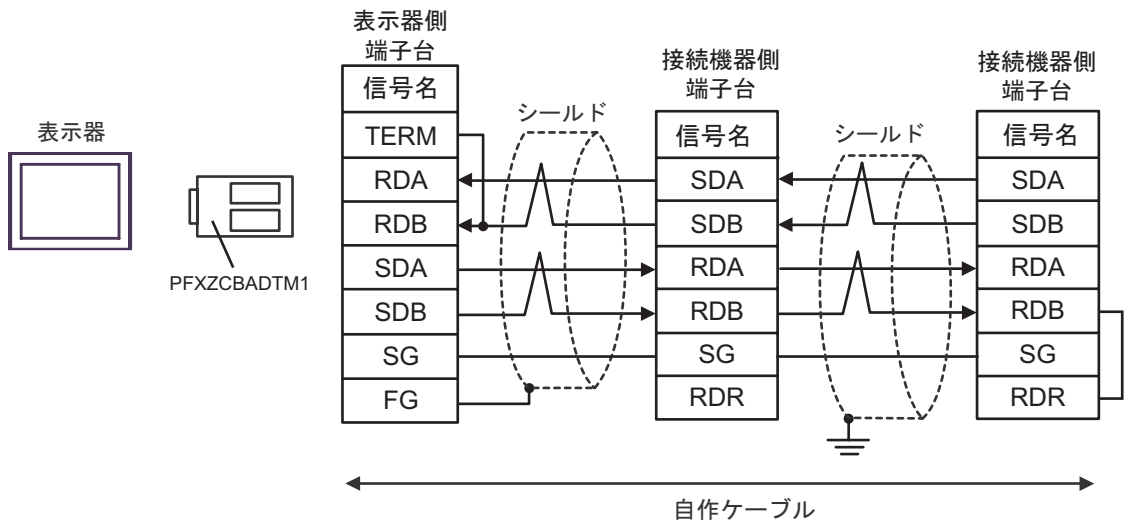 表示器
PFXZCBADTM1
表示器側
端子台
信号名
TERM
RDA
RDB
SDA
SDB
SG
FG
シールド
接続機器側
端子台
信号名
SDA
SDB
RDA
RDB
SG
RDR
シールド
接続機器側
端子台
信号名
SDA
SDB
RDA
RDB
SG
RDR
自作ケーブル